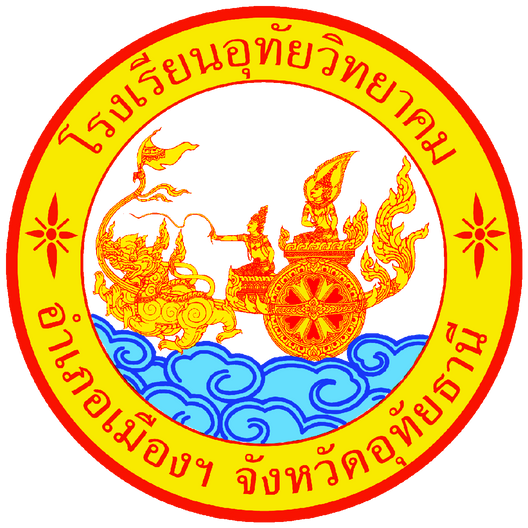 โรงเรียนอุทัยวิทยาคม
อำเภอเมืองฯ จังหวัดอุทัยธานี